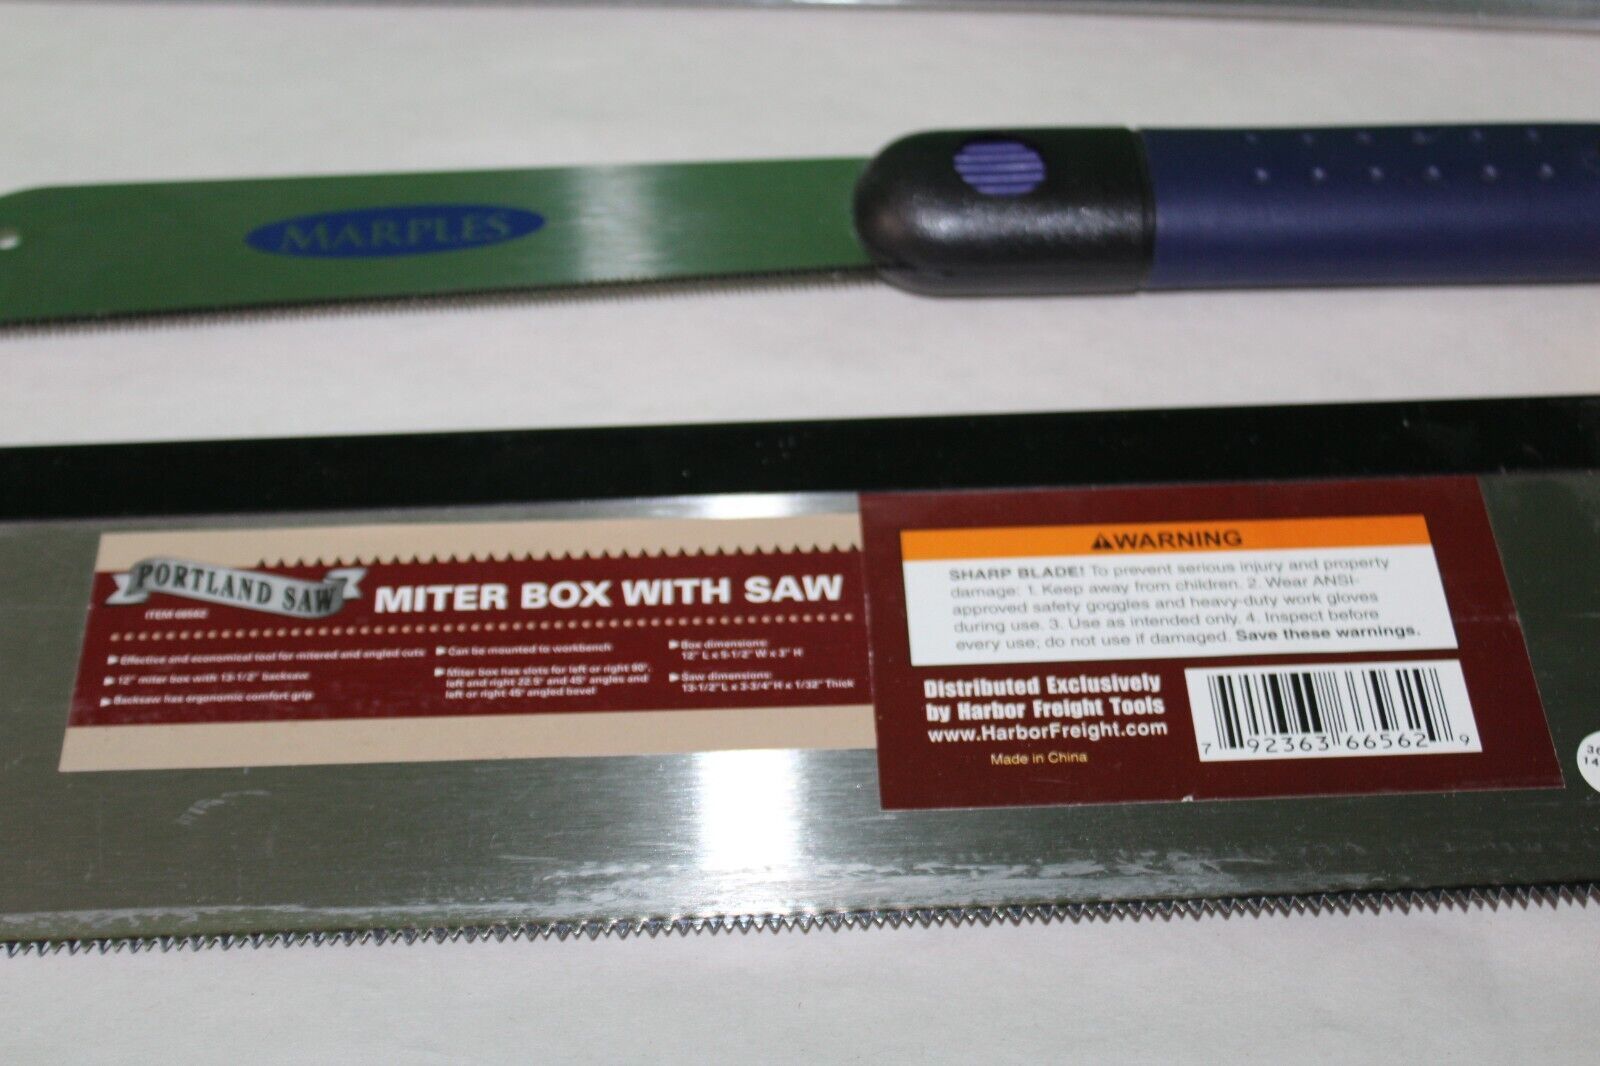 MARPLES
PORTLAND SAW
MITER BOX WITH SAW
Effective and economical tool for mitered and angled cuts
12" miter box with 13-1/2" backsaw
Backsaw has ergonomic comfort grip
Can be mounted to workbench
Miter box has slots for left or right 90°,
left and right 22.5° and 45° angles and
left or right 45° angled bevel
Box dimensions:
12" L x 5-1/2" W x 3" H
Saw dimensions:
13-1/2" L x 3-3/4" H x 1/32" Thick
WARNING
SHARP BLADE! To prevent serious injury and property
damage: 1. Keep away from children. 2. Wear ANSI-
approved safety goggles and heavy-duty work gloves
during use. 3. Use as intended only. 4. Inspect before
every use; do not use if damaged. Save these warnings.
Distributed Exclusively
by Harbor Freight Tools
www.HarborFreight.com
Made in China
7 92363 66562 9